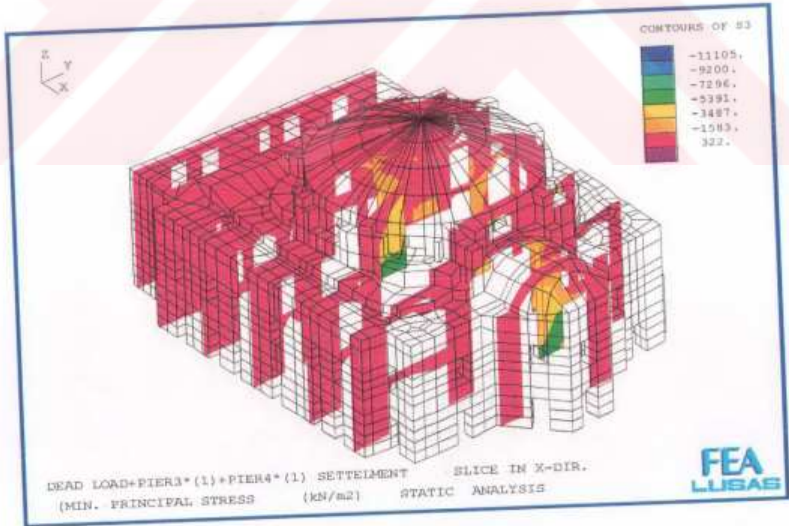 CONTOURS OF S3
-11105.
-9200.
-7296.
-5391.
-3487.
-1583.
322.
Z
Y
X
DEAD LOAD+PIER3*(1)+PIER4*(1) SETTElMENT SLICE IN X-DIR.
(MIN. PRINCIPAL STRESS (kN/m2) STATIC ANALYSIS
FEA
LUSAS